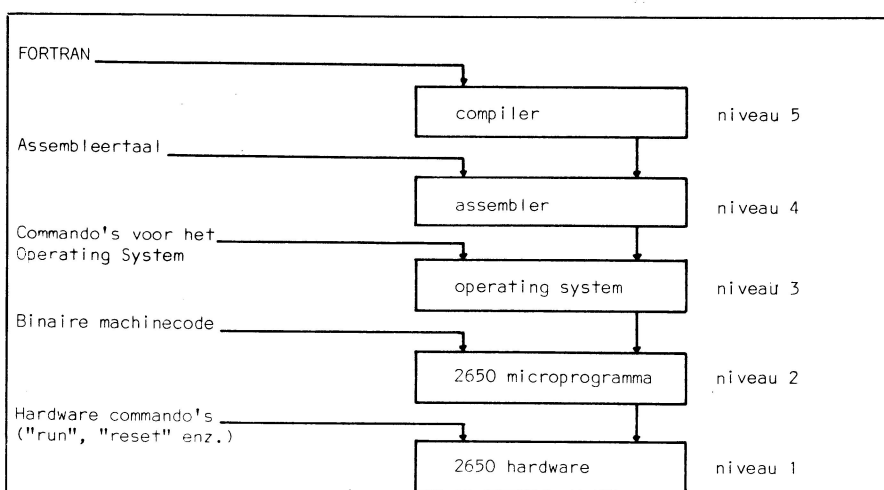 FORTRAN
compiler niveau 5
Assembleertaal
assembler niveau 4
Commando's voor het
Operating System
operating system niveau 3
Binaire machinecode
2650 microprogramma niveau 2
Hardware commando's
("run", "reset" enz.)
2650 hardware niveau 1